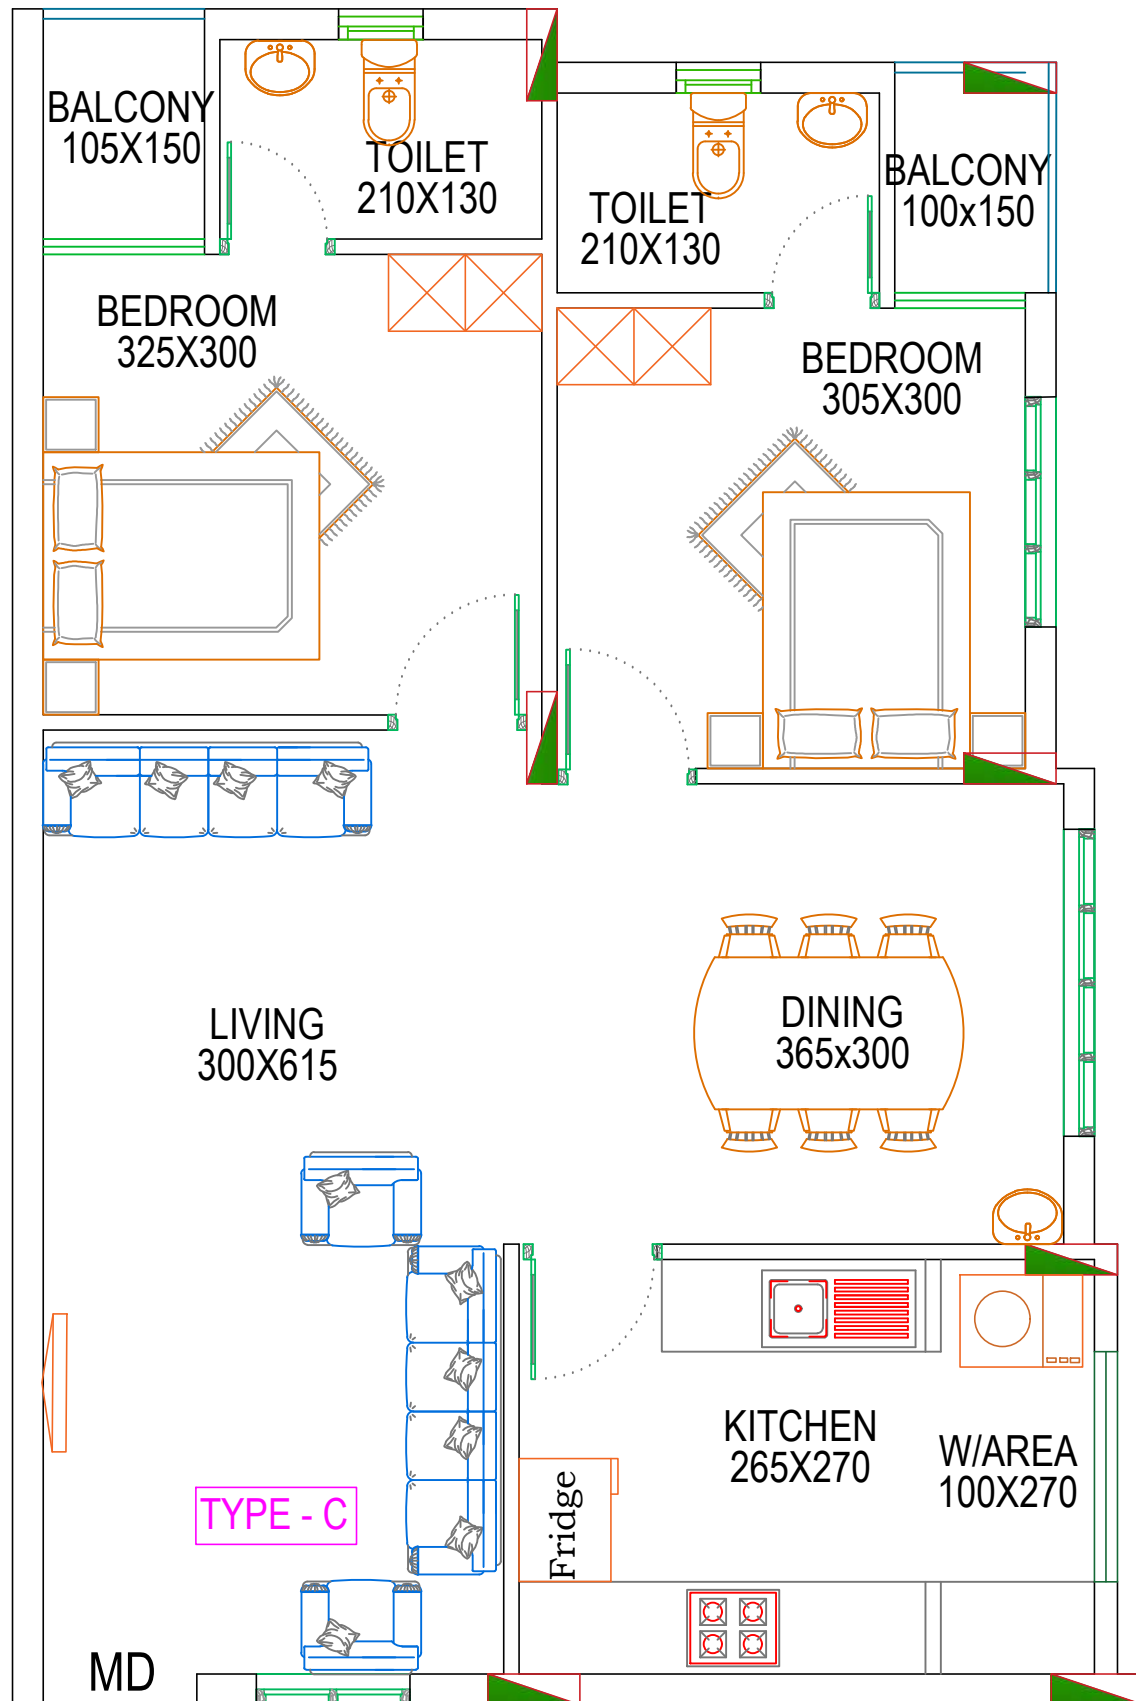 BALCONY
105X150
TOILET
210X130
TOILET
210X130
BALCONY
100x150
BEDROOM
325X300
BEDROOM
305X300
LIVING
300X615
DINING
365x300
KITCHEN
265X270
W/AREA
100X270
Fridge
TYPE - C
MD